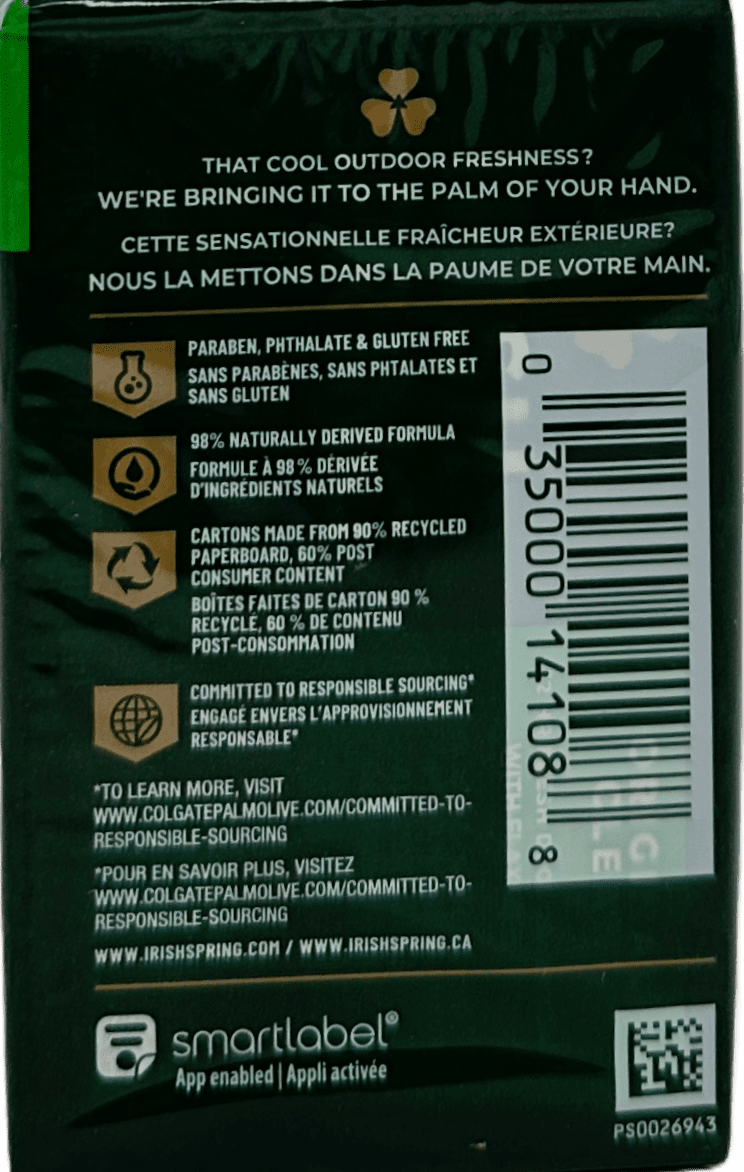 THAT COOL OUTDOOR FRESHNESS?
WE'RE BRINGING IT TO THE PALM OF YOUR HAND.
CETTE SENSATIONNELLE FRAÎCHEUR EXTÉRIEURE?
NOUS LA METTONS DANS LA PAUME DE VOTRE MAIN.
PARABEN, PHTHALATE & GLUTEN FREE
SANS PARABÈNES, SANS PHTALATES ET
SANS GLUTEN
98% NATURALLY DERIVED FORMULA
FORMULE À 98 % DÉRIVÉE
D'INGRÉDIENTS NATURELS
CARTONS MADE FROM 90% RECYCLED
PAPERBOARD, 60% POST
CONSUMER CONTENT
BOÎTES FAITES DE CARTON 90 %
RECYCLÉ, 60 % DE CONTENU
POST-CONSOMMATION
COMMITTED TO RESPONSIBLE SOURCING*
ENGAGÉ ENVERS L'APPROVISIONNEMENT
RESPONSABLE*
*TO LEARN MORE, VISIT
WWW.COLGATEPALMOLIVE.COM/COMMITTED-TO-
RESPONSIBLE-SOURCING
*POUR EN SAVOIR PLUS, VISITEZ
WWW.COLGATEPALMOLIVE.COM/COMMITTED-TO-
RESPONSIBLE-SOURCING
WWW.IRISHSPRING.COM / WWW.IRISHSPRING.CA
0 35000 14108 8
smartlabel®
App enabled | Appli activée
PS0026943